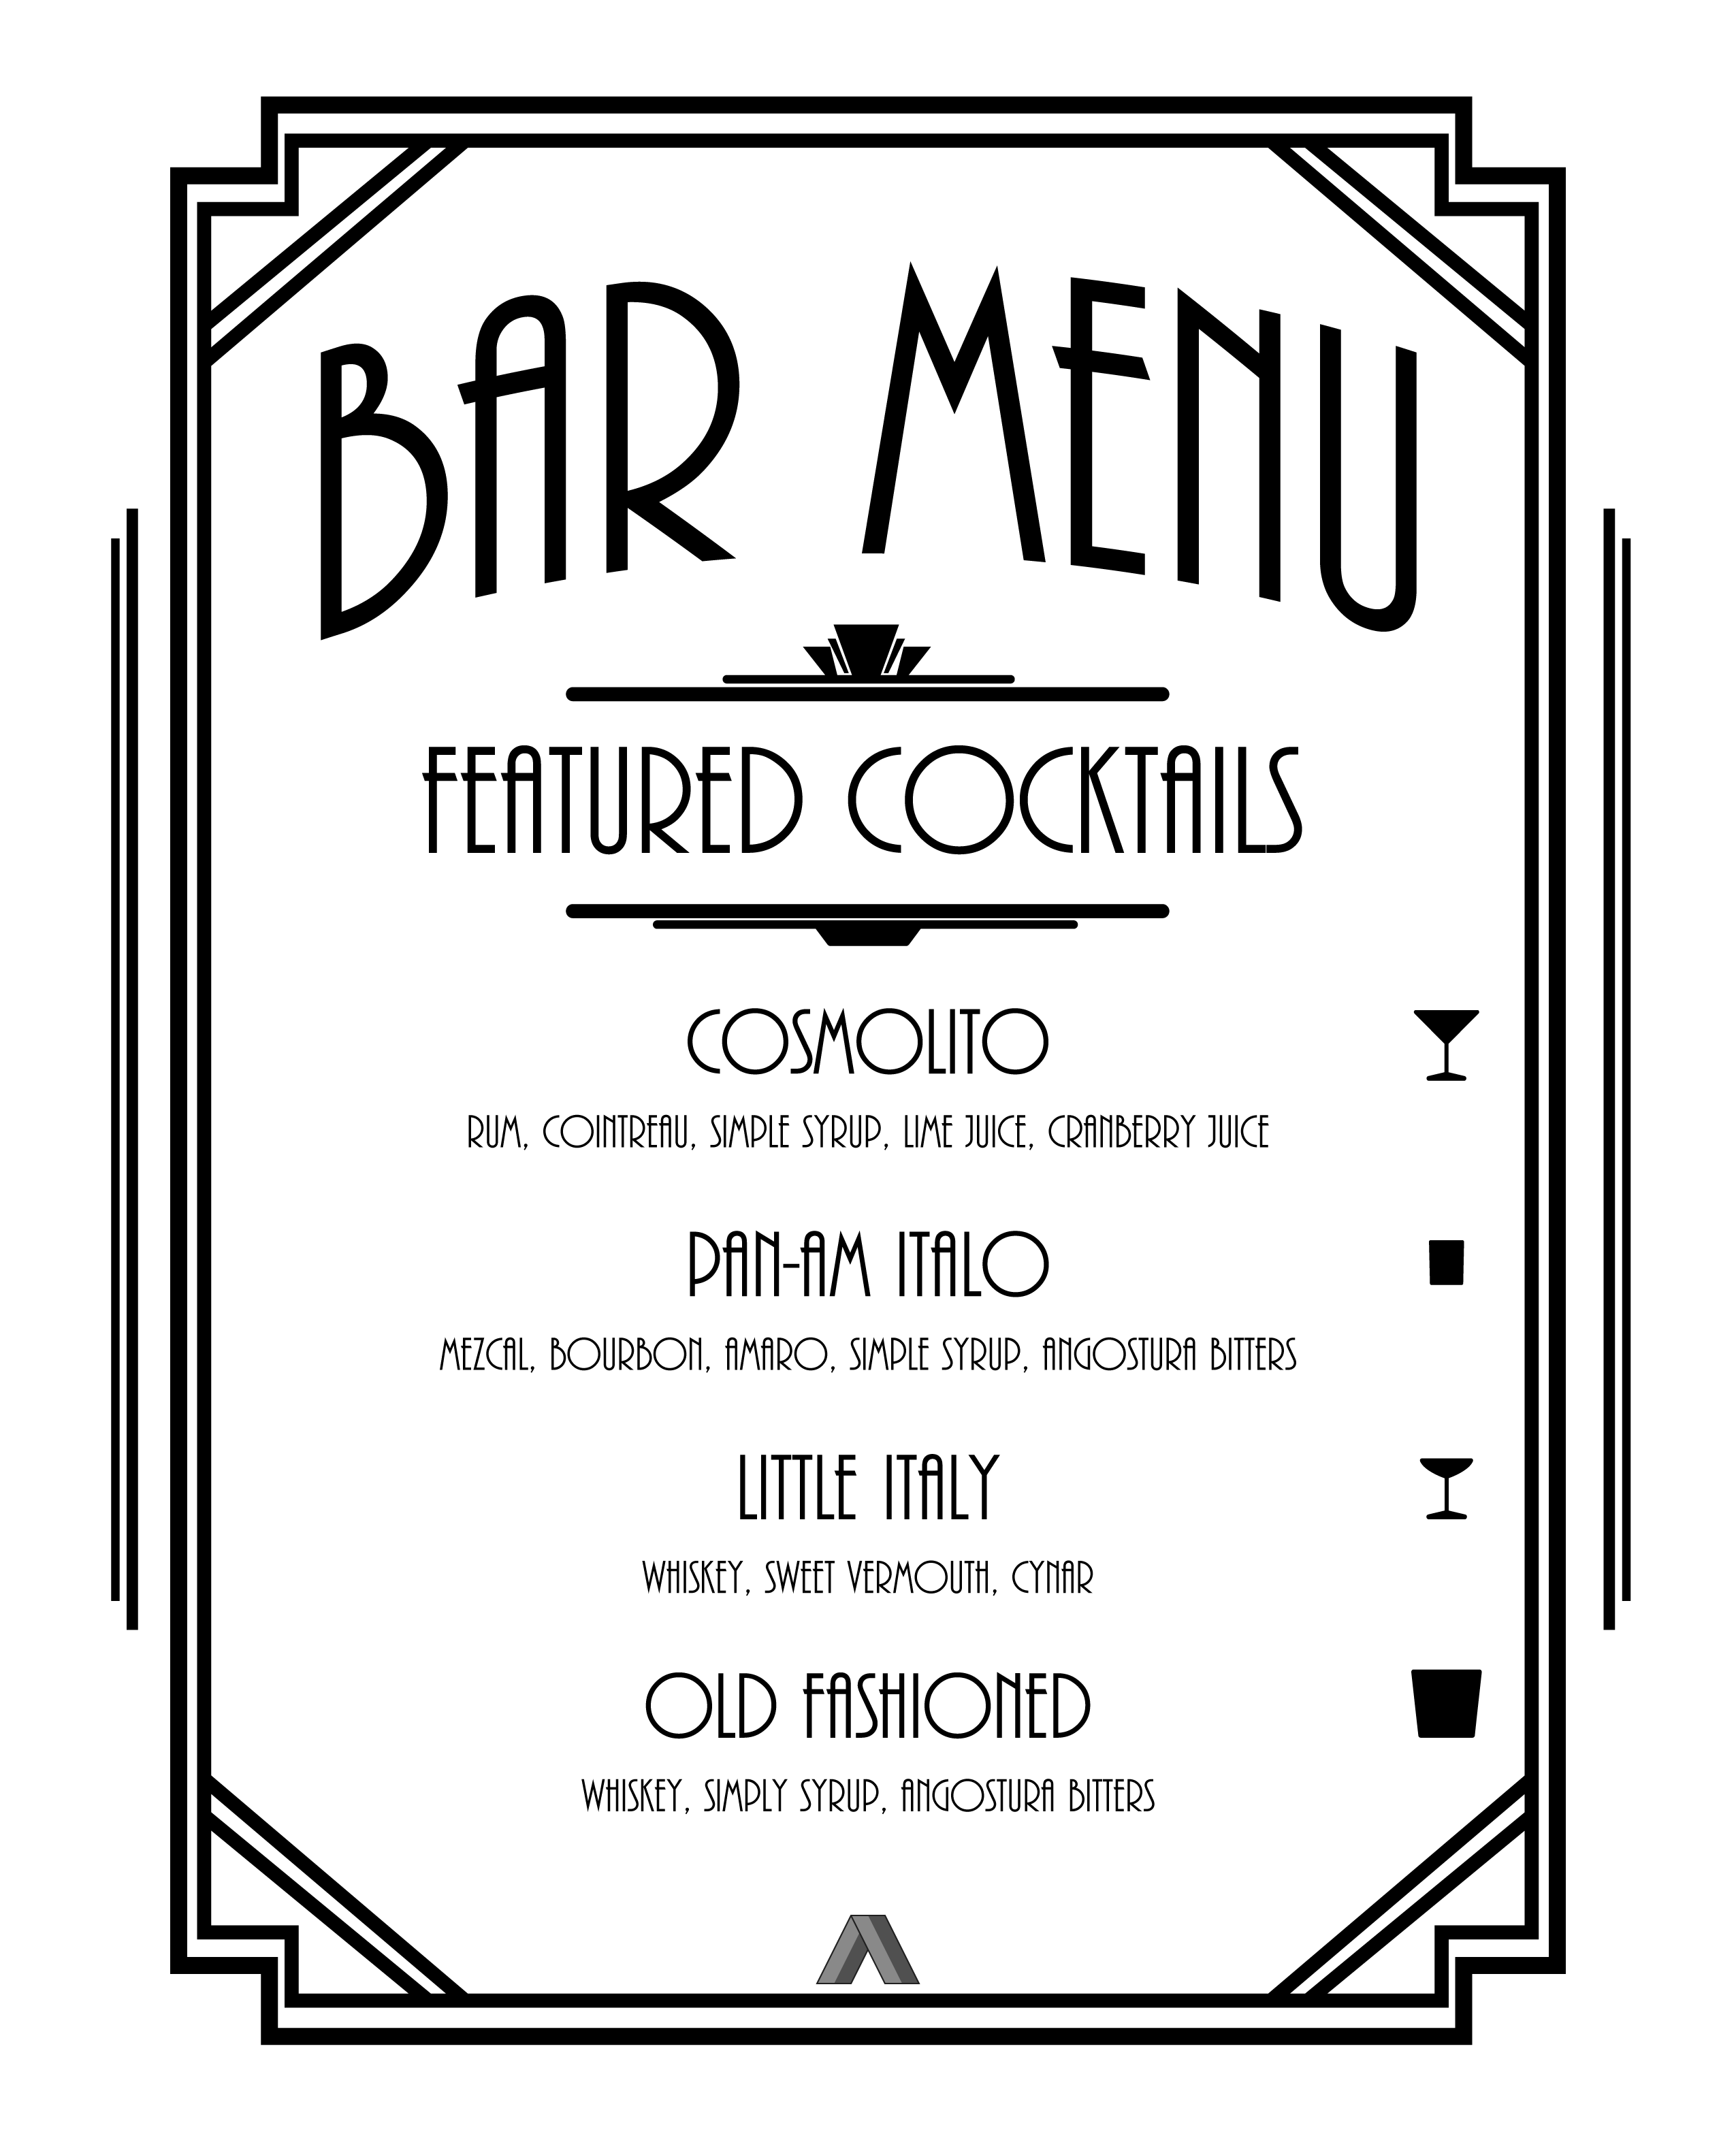 BAR MENU
FEATURED COCKTAILS
COSMOLITO
RUM, COINTREAU, SIMPLE SYRUP, LIME JUICE, CRANBERRY JUICE
PAN-AM ITALO
MEZCAL, BOURBON, AMARO, SIMPLE SYRUP, ANGOSTURA BITTERS
LITTLE ITALY
WHISKEY, SWEET VERMOUTH, CYNAR
OLD FASHIONED
WHISKEY, SIMPLY SYRUP, ANGOSTURA BITTERS